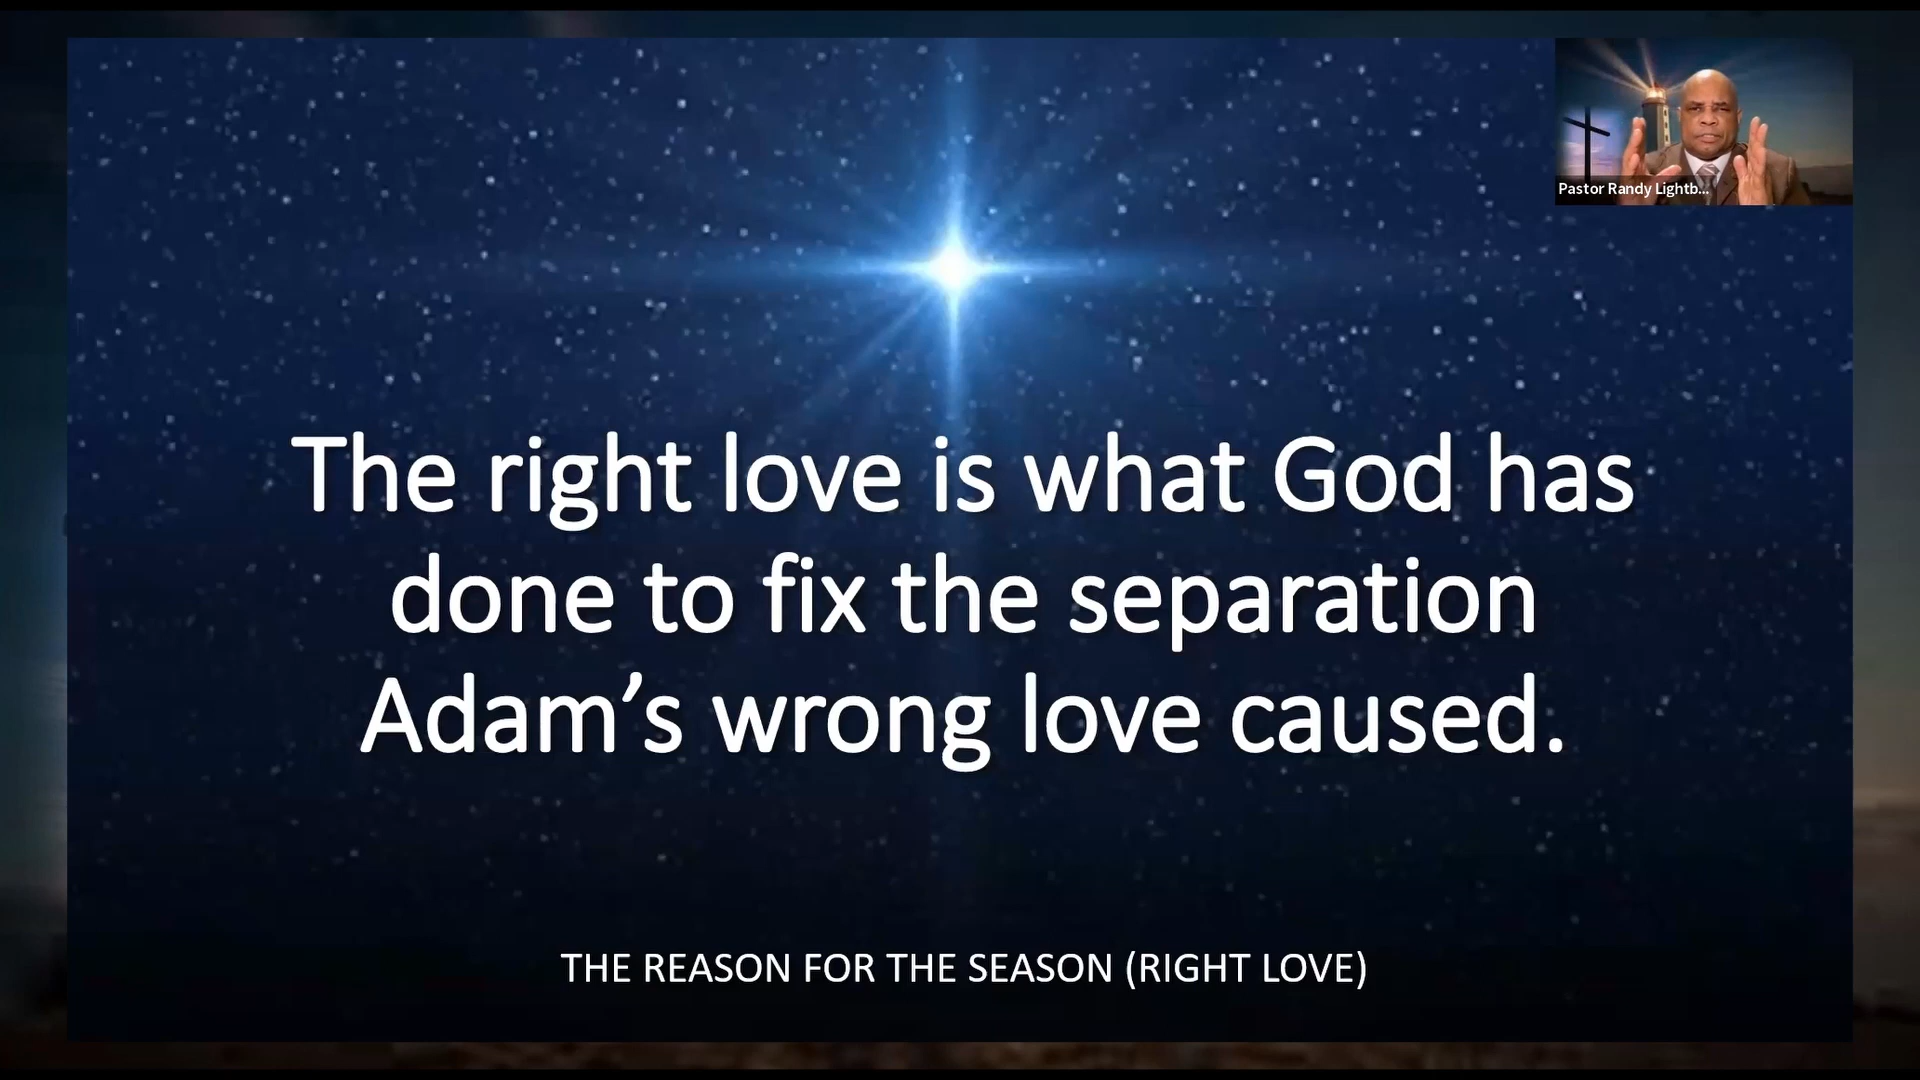 Pastor Randy Lightb...
The right love is what God has
done to fix the separation
Adam’s wrong love caused.
THE REASON FOR THE SEASON (RIGHT LOVE)